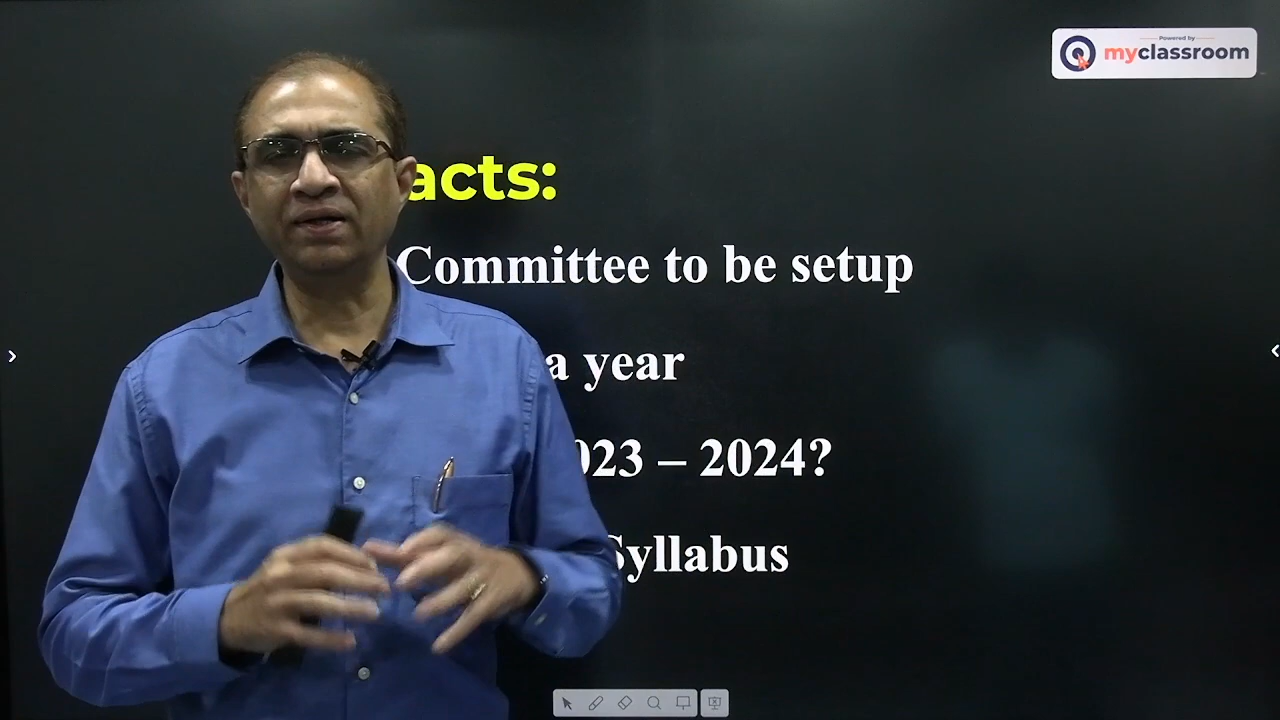 Powered by
myclassroom
acts:
Committee to be setup
a year
023 – 2024?
Syllabus